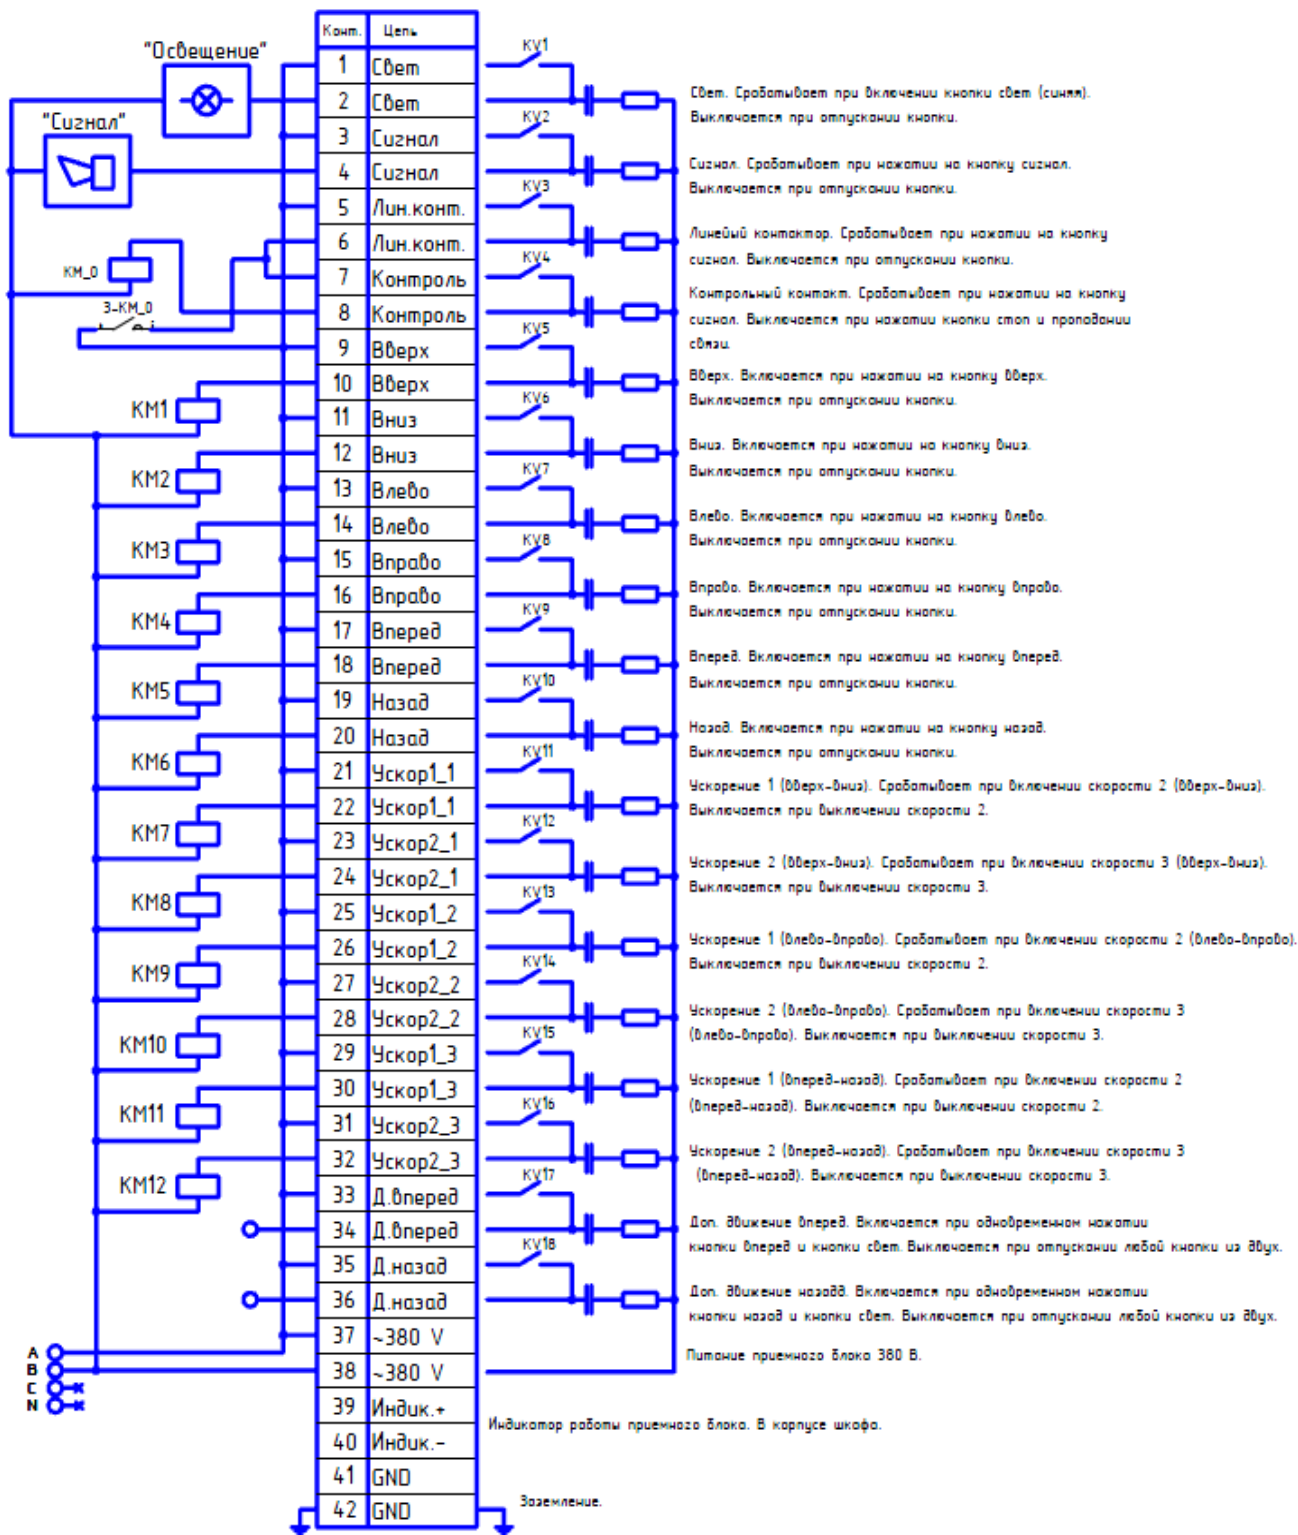 Конт. Цепь
"Освещение"
"Сигнал"
KM_0
3-KM_0
KM1
KM2
KM3
KM4
KM5
KM6
KM7
KM8
KM9
KM10
KM11
KM12
A
B
C
N
1 Свет
2 Свет
3 Сигнал
4 Сигнал
5 Лин.конт.
6 Лин.конт.
7 Контроль
8 Контроль
9 Вверх
10 Вверх
11 Вниз
12 Вниз
13 Влево
14 Влево
15 Вправо
16 Вправо
17 Вперед
18 Вперед
19 Назад
20 Назад
21 Ускор1_1
22 Ускор1_1
23 Ускор2_1
24 Ускор2_1
25 Ускор1_2
26 Ускор1_2
27 Ускор2_2
28 Ускор2_2
29 Ускор1_3
30 Ускор1_3
31 Ускор2_3
32 Ускор2_3
33 Д.вперед
34 Д.вперед
35 Д.назад
36 Д.назад
37 ~380 V
38 ~380 V
39 Индик.+
40 Индик.-
41 GND
42 GND
KV1
KV2
KV3
KV4
KV5
KV6
KV7
KV8
KV9
KV10
KV11
KV12
KV13
KV14
KV15
KV16
KV17
KV18
Свет. Срабатывает при включении кнопки свет (синяя).
Выключается при отпускании кнопки.
Сигнал. Срабатывает при нажатии на кнопку сигнал.
Выключается при отпускании кнопки.
Линейый контактор. Срабатывает при нажатии на кнопку
сигнал. Выключается при отпускании кнопки.
Контрольный контакт. Срабатывает при нажатии на кнопку
сигнал. Выключается при нажатии кнопки стоп и пропадании
связи.
Вверх. Включается при нажатии на кнопку вверх.
Выключается при отпускании кнопки.
Вниз. Включается при нажатии на кнопку вниз.
Выключается при отпускании кнопки.
Влево. Включается при нажатии на кнопку влево.
Выключается при отпускании кнопки.
Вправо. Включается при нажатии на кнопку вправо.
Выключается при отпускании кнопки.
Вперед. Включается при нажатии на кнопку вперед.
Выключается при отпускании кнопки.
Назад. Включается при нажатии на кнопку назад.
Выключается при отпускании кнопки.
Ускорение 1 (вверх-вниз). Срабатывает при включении скорости 2 (вверх-вниз).
Выключается при выключении скорости 2.
Ускорение 2 (вверх-вниз). Срабатывает при включении скорости 3 (вверх-вниз).
Выключается при выключении скорости 3.
Ускорение 1 (влево-вправо). Срабатывает при включении скорости 2 (влево-вправо).
Выключается при выключении скорости 2.
Ускорение 2 (влево-вправо). Срабатывает при включении скорости 3
(влево-вправо). Выключается при выключении скорости 3.
Ускорение 1 (вперед-назад). Срабатывает при включении скорости 2
(вперед-назад). Выключается при выключении скорости 2.
Ускорение 2 (вперед-назад). Срабатывает при включении скорости 3
(вперед-назад). Выключается при выключении скорости 3.
Доп. движение вперед. Включается при одновременном нажатии
кнопки вперед и кнопки свет. Выключается при отпускании любой кнопки из двух.
Доп. движение назадд. Включается при одновременном нажатии
кнопки назад и кнопки свет. Выключается при отпускании любой кнопки из двух.
Питание приемного блока 380 В.
Индикатор работы приемного блока. В корпусе шкафа.
Заземление.